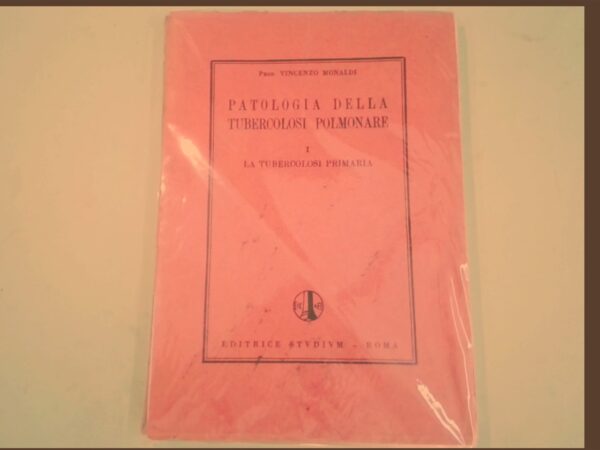 Prof. VINCENZO MONALDI
PATOLOGIA DELLA
TUBERCOLOSI POLMONARE
I
LA TUBERCOLOSI PRIMARIA
EDITRICE STVDIVM - ROMA